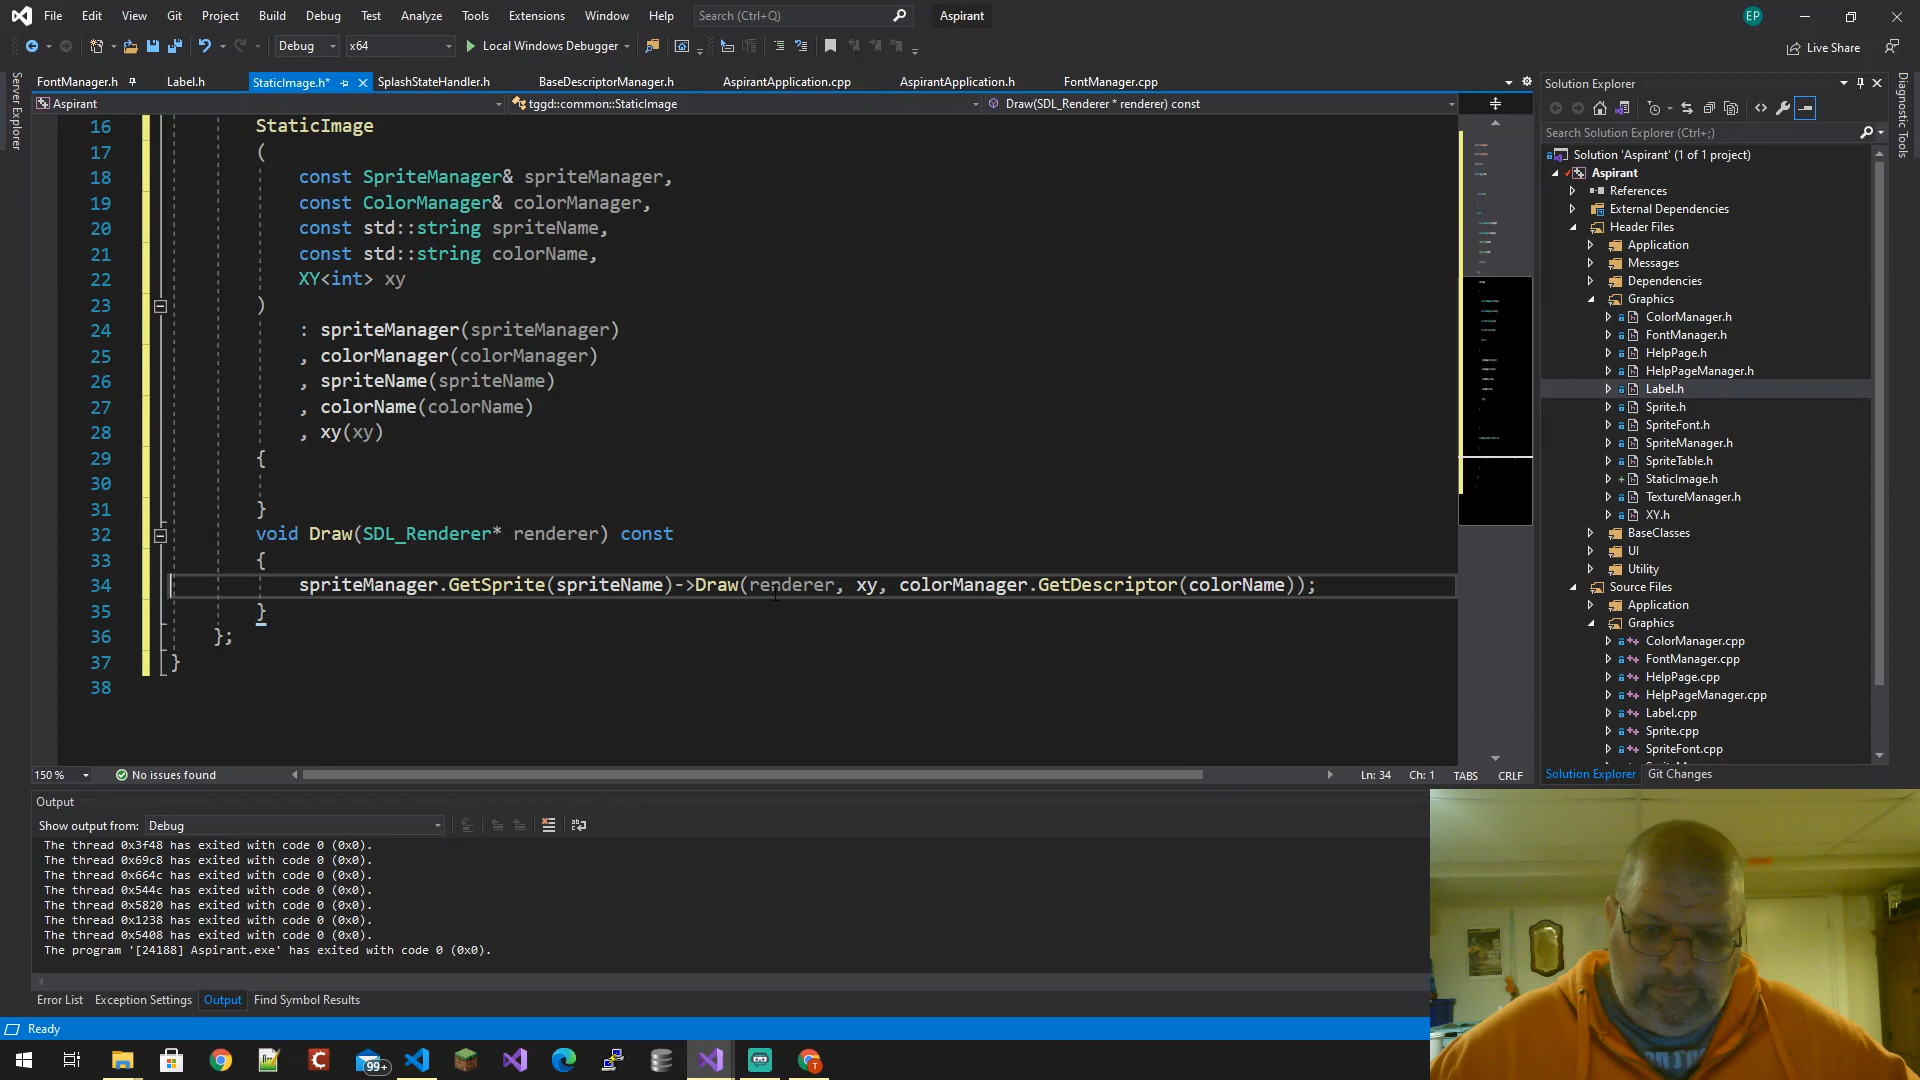 File Edit View Git Project Build Debug Test Analyze Tools Extensions Window Help Search (Ctrl+Q) Aspirant EP
Debug x64 Local Windows Debugger Live Share
FontManager.h Label.h StaticImage.h* SplashStateHandler.h BaseDescriptorManager.h AspirantApplication.cpp AspirantApplication.h FontManager.cpp
Aspirant tggd::common::StaticImage Draw(SDL_Renderer * renderer) const
Server Explorer
16 StaticImage
17 (
18 const SpriteManager& spriteManager,
19 const ColorManager& colorManager,
20 const std::string spriteName,
21 const std::string colorName,
22 XY<int> xy
23 )
24 : spriteManager(spriteManager)
25 , colorManager(colorManager)
26 , spriteName(spriteName)
27 , colorName(colorName)
28 , xy(xy)
29 {
30
31 }
32 void Draw(SDL_Renderer* renderer) const
33 {
34 spriteManager.GetSprite(spriteName)->Draw(renderer, xy, colorManager.GetDescriptor(colorName));
35 }
36 };
37 }
38
150 % No issues found Ln: 34 Ch: 1 TABS CRLF
Solution Explorer
Search Solution Explorer (Ctrl+;)
Solution 'Aspirant' (1 of 1 project)
Aspirant
References
External Dependencies
Header Files
Application
Messages
Dependencies
Graphics
ColorManager.h
FontManager.h
HelpPage.h
HelpPageManager.h
Label.h
Sprite.h
SpriteFont.h
SpriteManager.h
SpriteTable.h
StaticImage.h
TextureManager.h
XY.h
BaseClasses
UI
Utility
Source Files
Application
Graphics
ColorManager.cpp
FontManager.cpp
HelpPage.cpp
HelpPageManager.cpp
Label.cpp
Sprite.cpp
SpriteFont.cpp
Solution Explorer Git Changes
Diagnostic Tools
Output
Show output from: Debug
The thread 0x3f48 has exited with code 0 (0x0).
The thread 0x69c8 has exited with code 0 (0x0).
The thread 0x664c has exited with code 0 (0x0).
The thread 0x544c has exited with code 0 (0x0).
The thread 0x5820 has exited with code 0 (0x0).
The thread 0x1238 has exited with code 0 (0x0).
The thread 0x5408 has exited with code 0 (0x0).
The program '[24188] Aspirant.exe' has exited with code 0 (0x0).
Error List Exception Settings Output Find Symbol Results
Ready
99+